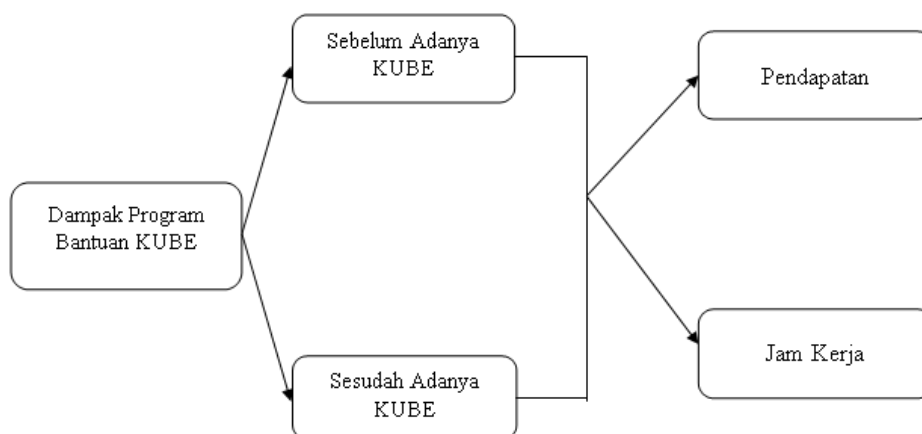 Sebelum Adanya
KUBE
Pendapatan
Dampak Program
Bantuan KUBE
Jam Kerja
Sesudah Adanya
KUBE